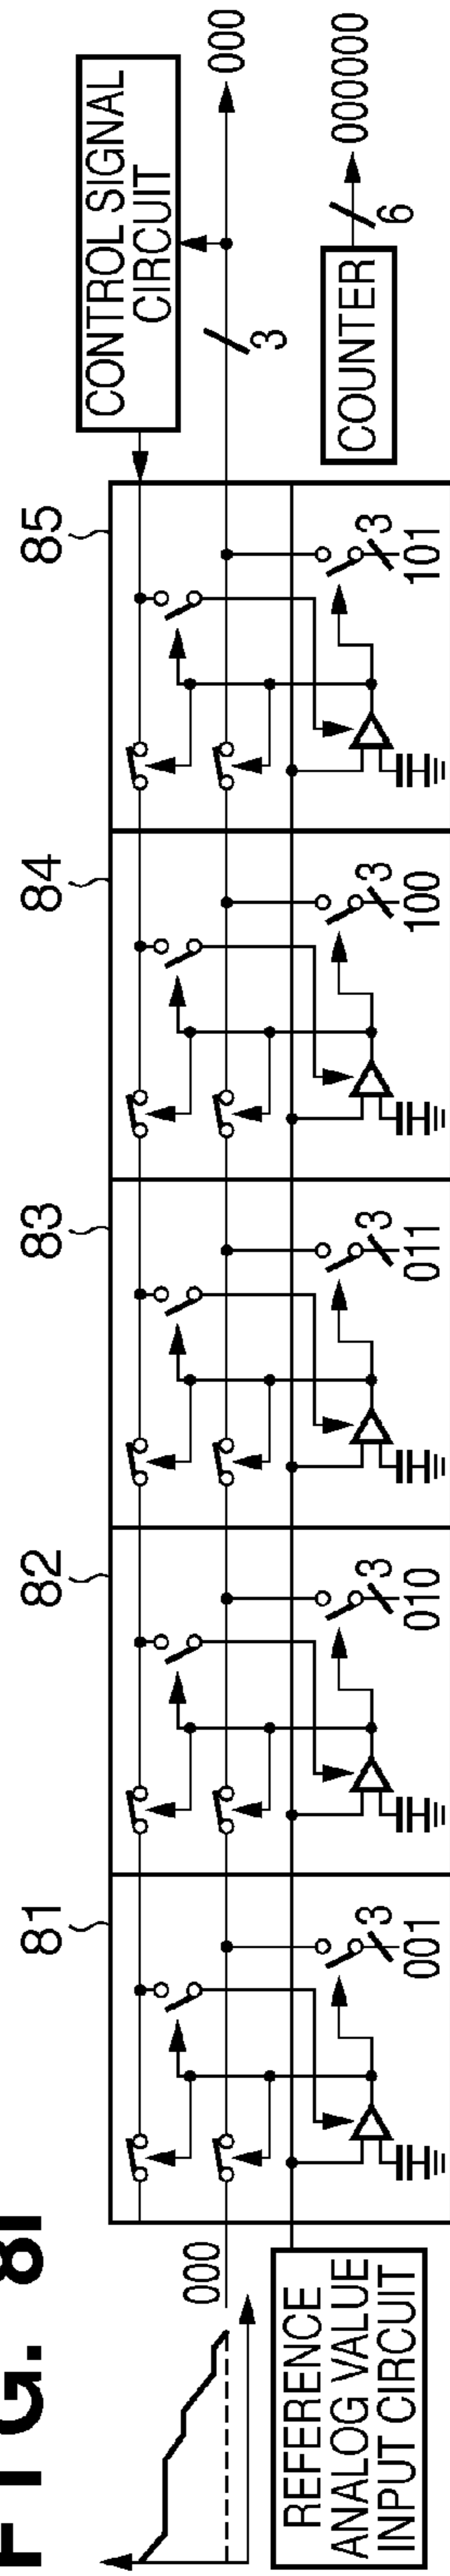 FIG. 8I
81
82
83
84
85
CONTROL SIGNAL
CIRCUIT
000
3
000
REFERENCE
ANALOG VALUE
INPUT CIRCUIT
3
001
3
010
3
011
3
100
3
101
COUNTER
6
000000